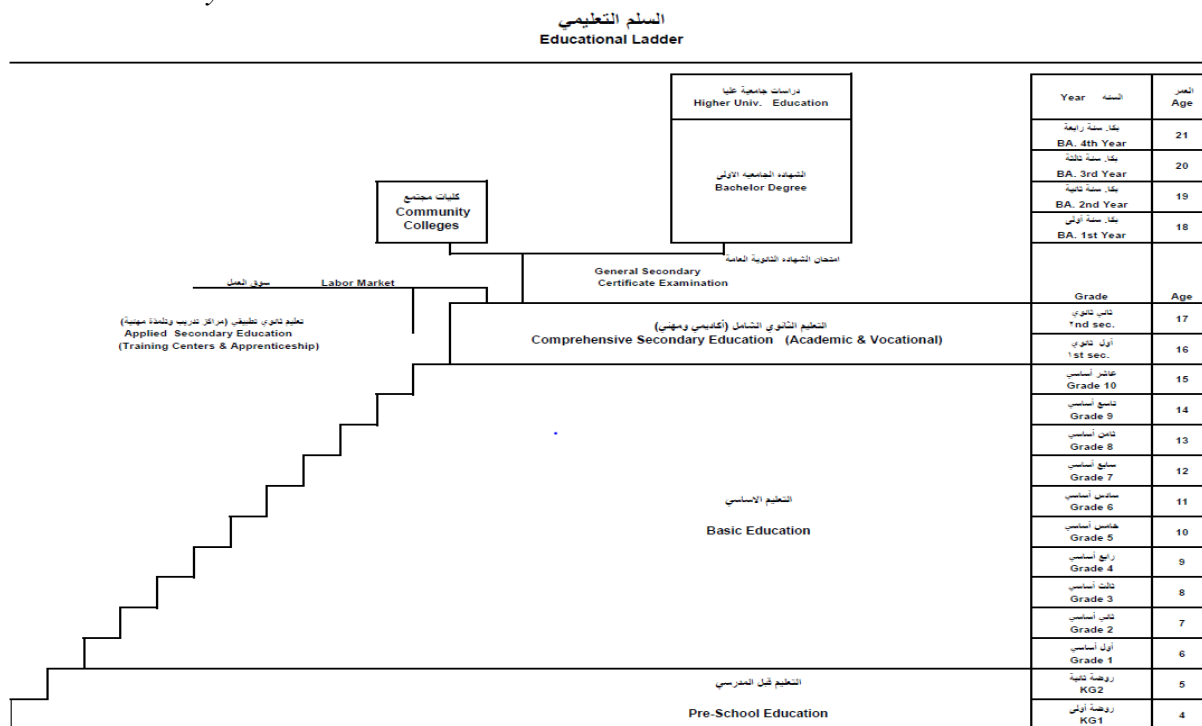 السلم التعليمي
Educational Ladder
دراسات جامعية عليا
Higher Univ. Education
Year السنه
العمر
Age
بكا. سنة رابعة
BA. 4th Year
21
بكا. سنة ثالثة
BA. 3rd Year
20
الشهاده الجامعيه الاولى
Bachelor Degree
بكا. سنة ثانية
BA. 2nd Year
19
كليات مجتمع
Community
Colleges
بكا. سنة أولى
BA. 1st Year
18
امتحان الشهاده الثانوية العامة
General Secondary
Certificate Examination
سوق العمل Labor Market
Grade
Age
تعليم ثانوي تطبيقي (مراكز تدريب وتلمذة مهنية)
Applied Secondary Education
(Training Centers & Apprenticeship)
التعليم الثانوي الشامل (أكاديمي ومهني)
Comprehensive Secondary Education (Academic & Vocational)
ثاني ثانوي
٢nd sec.
17
أول ثانوي
١st sec.
16
عاشر أساسي
Grade 10
15
تاسع أساسي
Grade 9
14
ثامن أساسي
Grade 8
13
سابع أساسي
Grade 7
12
التعليم الاساسي
Basic Education
سادس أساسي
Grade 6
11
خامس أساسي
Grade 5
10
رابع أساسي
Grade 4
9
ثالث أساسي
Grade 3
8
ثاني أساسي
Grade 2
7
أول أساسي
Grade 1
6
التعليم قبل المدرسي
Pre-School Education
روضة ثانية
KG2
5
روضة أولى
KG1
4